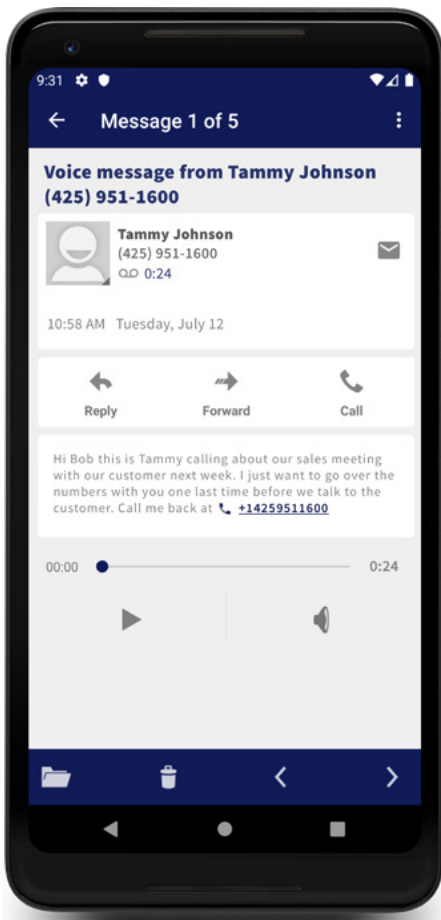 9:31
Message 1 of 5
Voice message from Tammy Johnson
(425) 951-1600
Tammy Johnson
(425) 951-1600
0:24
10:58 AM Tuesday, July 12
Reply Forward Call
Hi Bob this is Tammy calling about our sales meeting
with our customer next week. I just want to go over the
numbers with you one last time before we talk to the
customer. Call me back at +14259511600
00:00 0:24